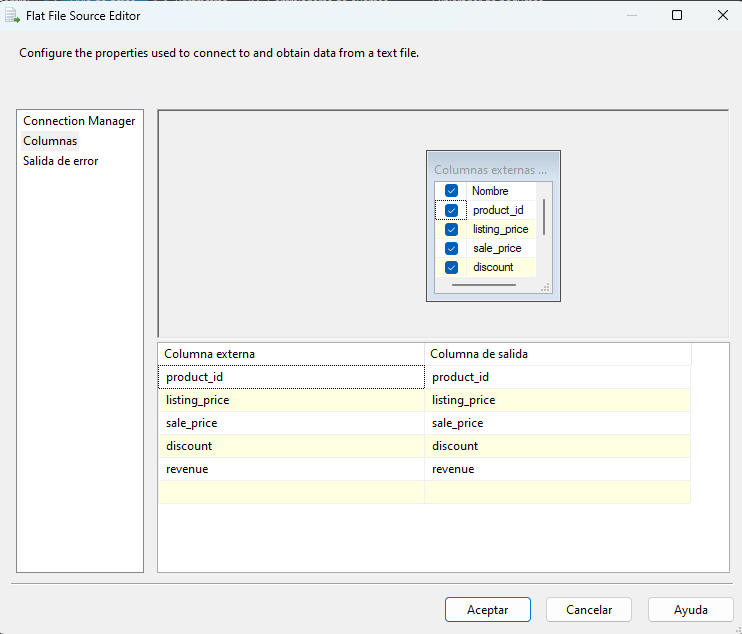 Flat File Source Editor
Configure the properties used to connect to and obtain data from a text file.
Connection Manager
Columnas
Salida de error
Columnas externas ...
Nombre
product_id
listing_price
sale_price
discount
Columna externa Columna de salida
product_id product_id
listing_price listing_price
sale_price sale_price
discount discount
revenue revenue
Aceptar Cancelar Ayuda